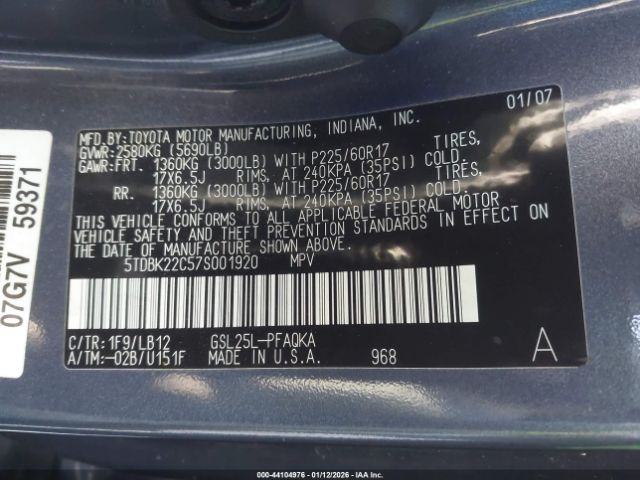 01/07
MFD.BY:TOYOTA MOTOR MANUFACTURING, INDIANA, INC.
GVWR:2580KG (5690LB)
GAWR:FRT. 1360KG (3000LB) WITH P225/60R17 TIRES,
17X6.5J RIMS, AT 240KPA (35PSI) COLD.
RR. 1360KG (3000LB) WITH P225/60R17 TIRES,
17X6.5J RIMS, AT 240KPA (35PSI) COLD.
THIS VEHICLE CONFORMS TO ALL APPLICABLE FEDERAL MOTOR
VEHICLE SAFETY AND THEFT PREVENTION STANDARDS IN EFFECT ON
THE DATE OF MANUFACTURE SHOWN ABOVE.
5TDBK22C57S001920 MPV
C/TR:1F9/LB12 GSL25L-PFAQKA
A/TM:-02B/U151F MADE IN U.S.A. 968 A
07G7V 59371
000-44104976 - 01/12/2026 - COPYRIGHT IAA, LLC